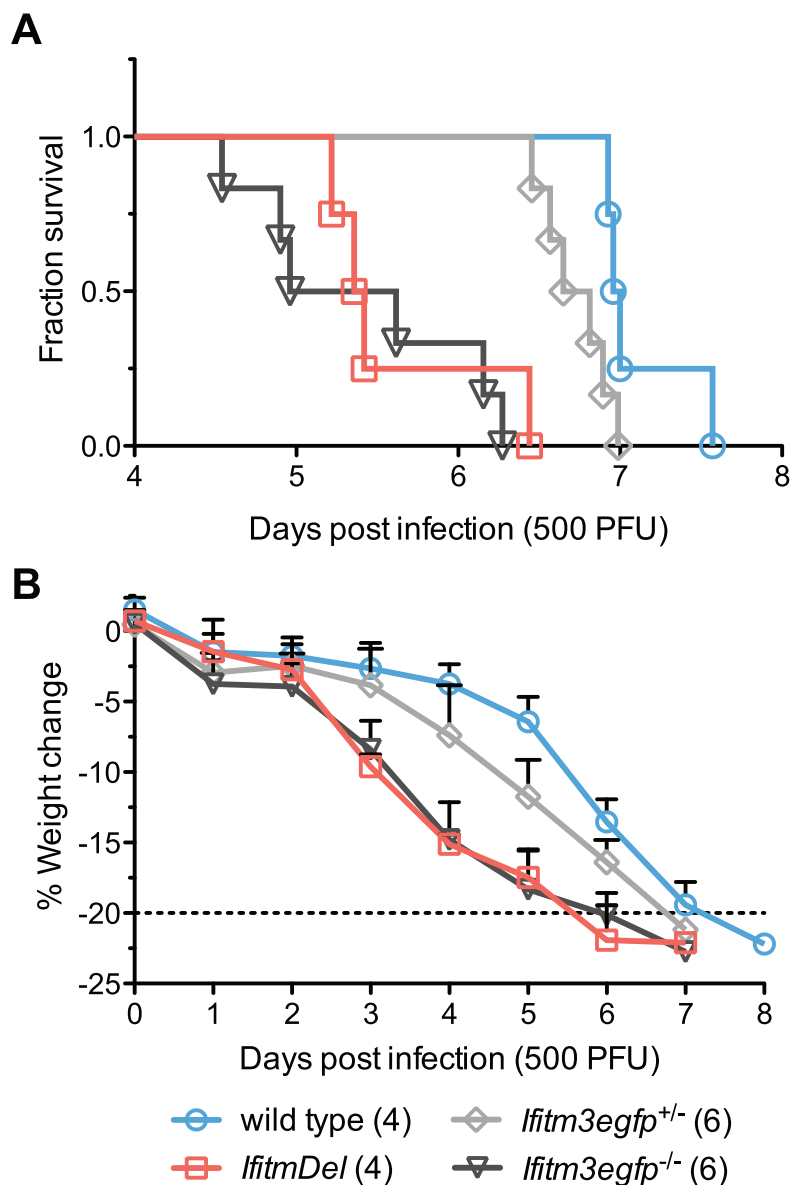 A
Fraction survival
1.0
0.5
0.0
4 5 6 7 8
Days post infection (500 PFU)
B
% Weight change
0
-5
-10
-15
-20
-25
0 1 2 3 4 5 6 7 8
Days post infection (500 PFU)
wild type (4) Ifitm3egfp+/- (6)
IfitmDel (4) Ifitm3egfp-/- (6)